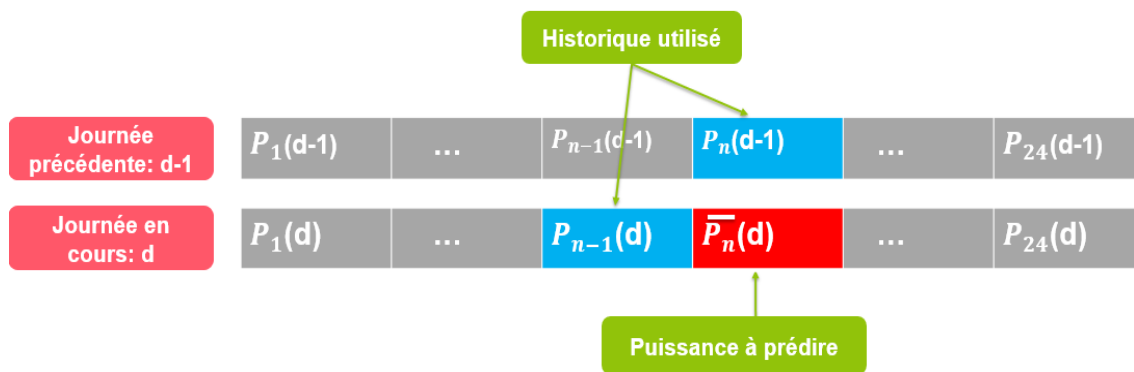 Historique utilisé
Journée
précédente: d-1
P₁(d-1)
...
Pₙ₋₁(d-1)
Pₙ(d-1)
...
P₂₄(d-1)
Journée en
cours: d
P₁(d)
...
Pₙ₋₁(d)
P̅ₙ(d)
...
P₂₄(d)
Puissance à prédire